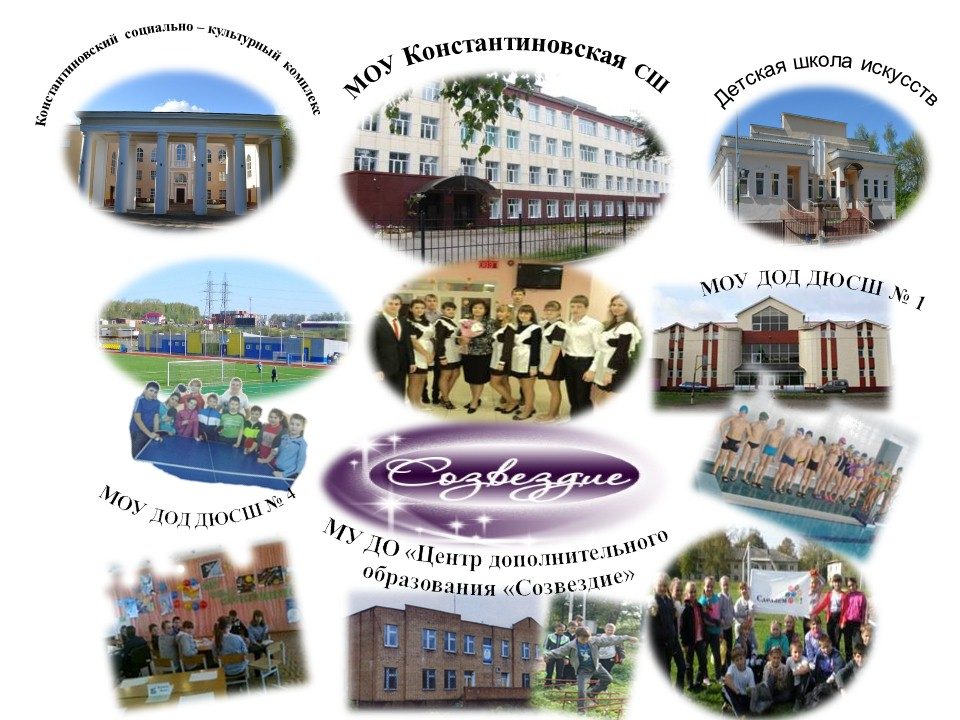 Константиновский социально – культурный комплекс
МОУ Константиновская СШ
Детская школа искусств
МОУ ДОД ДЮСШ № 1
Созвездие
МОУ ДОД ДЮСШ № 4
МУ ДО «Центр дополнительного
образования «Созвездие»
Сделаем